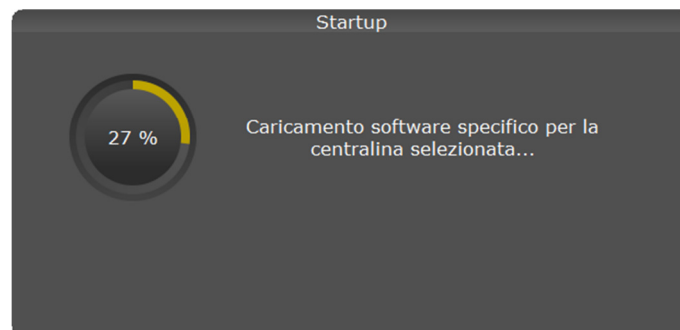 Startup
27 %
Caricamento software specifico per la
centralina selezionata...